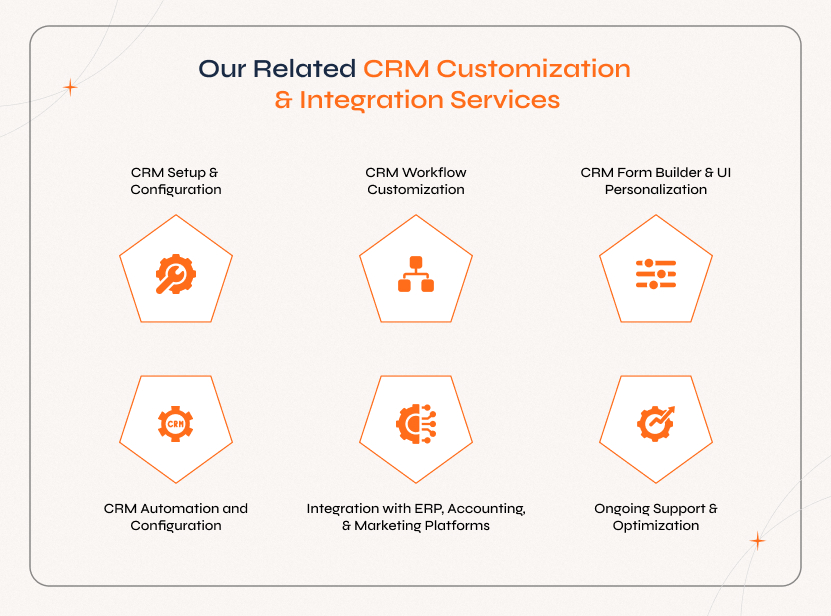 Our Related CRM Customization
& Integration Services
CRM Setup &
Configuration
CRM Workflow
Customization
CRM Form Builder & UI
Personalization
CRM
CRM Automation and
Configuration
Integration with ERP, Accounting,
& Marketing Platforms
Ongoing Support &
Optimization